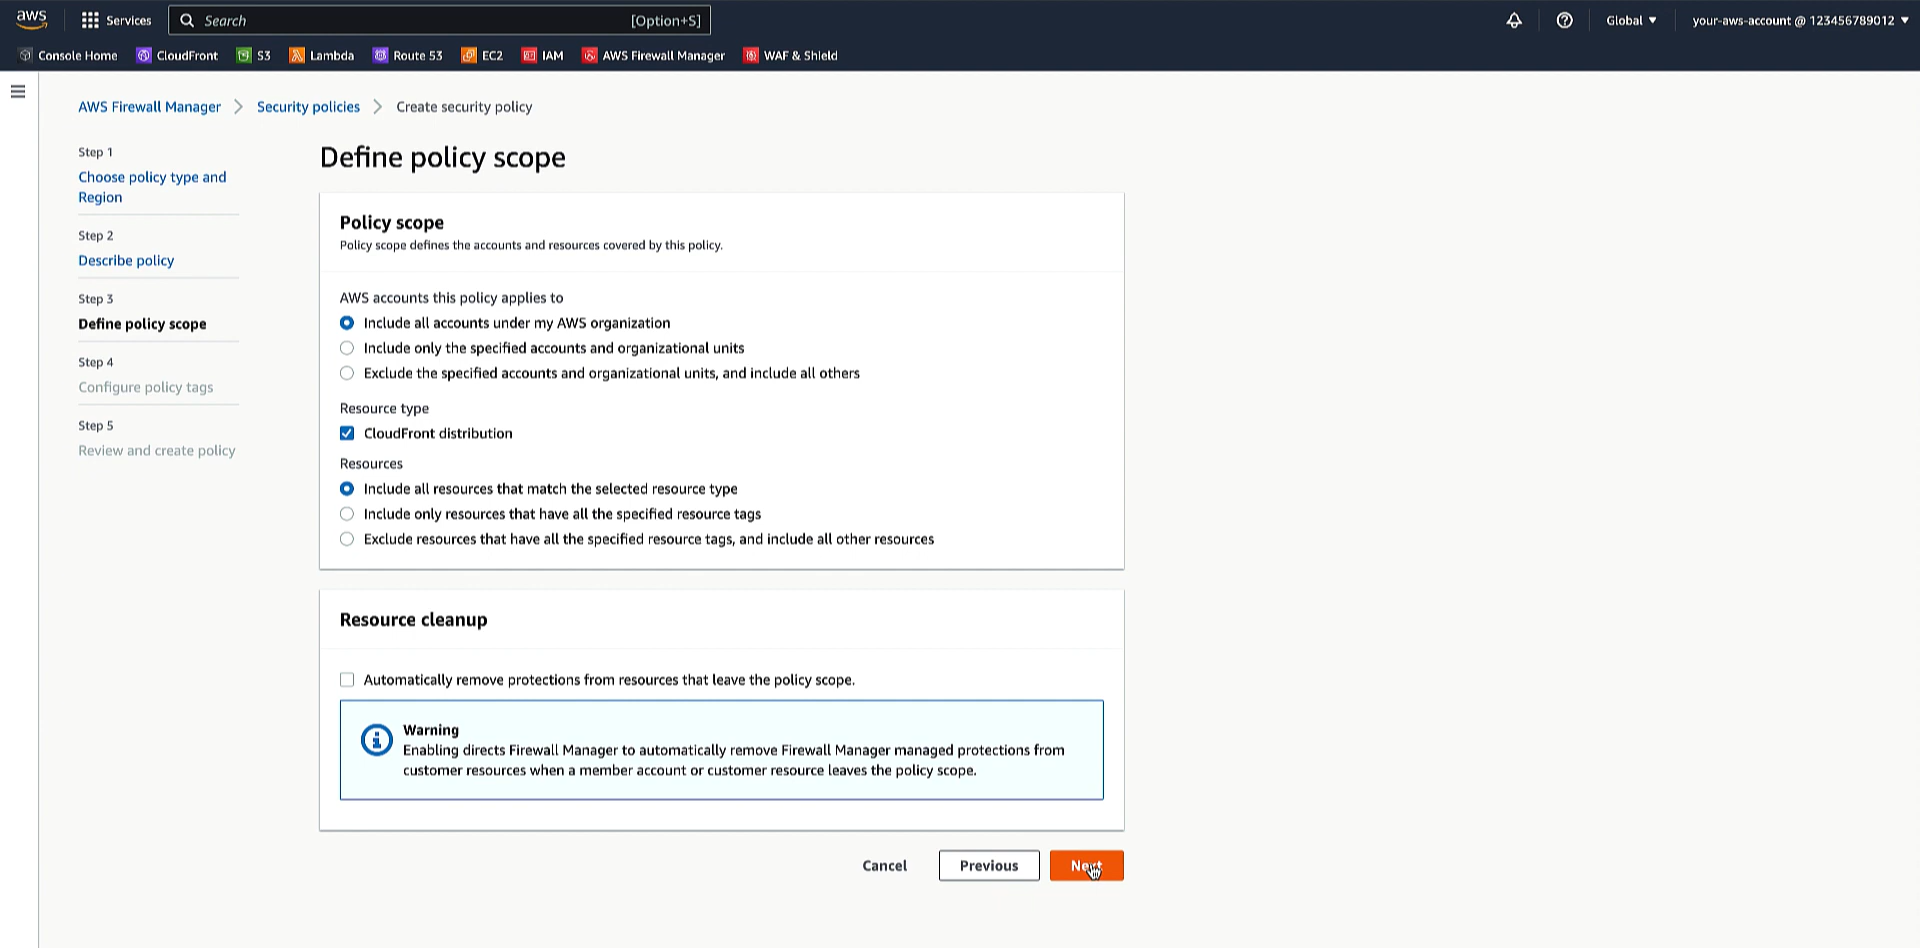 aws
Services
Search
[Option+S]
Global
your-aws-account @ 123456789012
Console Home
CloudFront
S3
Lambda
Route 53
EC2
IAM
AWS Firewall Manager
WAF & Shield
AWS Firewall Manager
Security policies
Create security policy
Step 1
Choose policy type and
Region
Step 2
Describe policy
Step 3
Define policy scope
Step 4
Configure policy tags
Step 5
Review and create policy
Define policy scope
Policy scope
Policy scope defines the accounts and resources covered by this policy.
AWS accounts this policy applies to
Include all accounts under my AWS organization
Include only the specified accounts and organizational units
Exclude the specified accounts and organizational units, and include all others
Resource type
CloudFront distribution
Resources
Include all resources that match the selected resource type
Include only resources that have all the specified resource tags
Exclude resources that have all the specified resource tags, and include all other resources
Resource cleanup
Automatically remove protections from resources that leave the policy scope.
Warning
Enabling directs Firewall Manager to automatically remove Firewall Manager managed protections from
customer resources when a member account or customer resource leaves the policy scope.
Cancel
Previous
Next